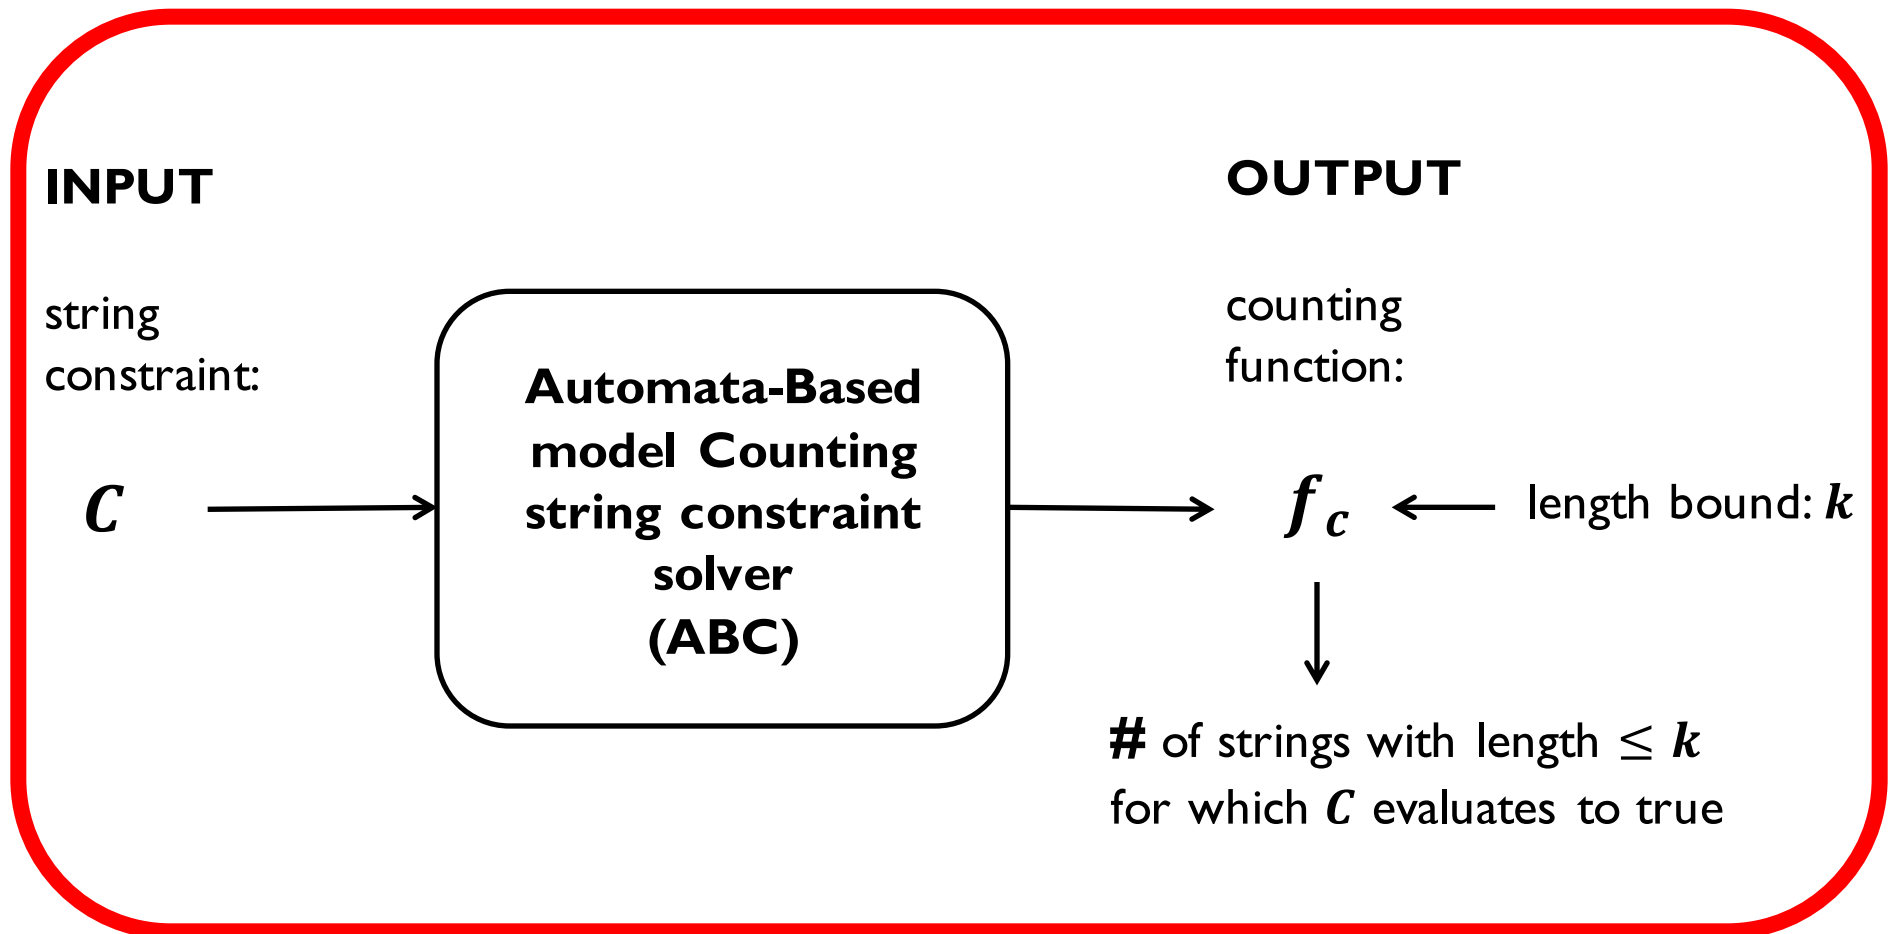 INPUT
string
constraint:
C
Automata-Based
model Counting
string constraint
solver
(ABC)
OUTPUT
counting
function:
f c
length bound: k
# of strings with length ≤ k
for which C evaluates to true